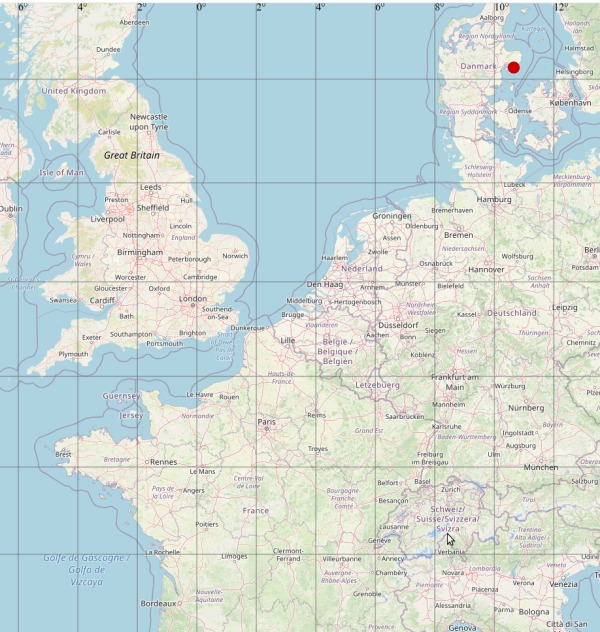 6° 4° 2° 0° 2° 4° 6° 8° 10° 12°
Aberdeen
Aalborg
Region Nordjylland
Kattegat
Dundee
Halmstad
Danmark
Helsingborg
United Kingdom
København
Odense
Region Syddanmark
Newcastle
upon Tyne
Carlisle
Great Britain
Isle of Man
Schleswig-
Holstein
Mecklenburg-
Vorpommern
Lübeck
Leeds
Hamburg
Preston
Hull
Dublin
Sheffield
Liverpool
Groningen
Bremerhaven
Lincoln
Oldenburg
Nottingham
England
Assen
Bremen
Birmingham
Peterborough
Norwich
Zwolle
Niedersachsen
Cymru /
Wales
Haarlem
Osnabrück
Wolfsburg
Nederland
Hannover
Worcester
Cambridge
Potsdam
Gloucester
Oxford
Den Haag
Arnhem
Münster
Bielefeld
Sachsen-
Anhalt
Swansea
Cardiff
London
Middelburg
's-Hertogenbosch
Bath
Southend-
on-Sea
Brugge
Nordrhein-
Westfalen
Kassel
Leipzig
Deutschland
Exeter
Southampton
Brighton
Dunkerque
Vlaanderen
Düsseldorf
Portsmouth
Aachen
Siegen
Thüringen
Plymouth
Lille
België /
Belgique /
Belgien
Bonn
Chemnitz
Koblenz
Hessen
Hauts-de-
France
Letzebuerg
Frankfurt am
Main
Würzburg
Guernsey
Le Havre
Rouen
Mannheim
Jersey
Normandie
Reims
Saarbrücken
Nürnberg
Paris
Karlsruhe
Grand Est
Baden-Württemberg
Ingolstadt
Bayern
Troyes
Augsburg
Brest
Bretagne
Rennes
Freiburg
im Breisgau
Ulm
Le Mans
München
Centre-Val
de Loire
Belfort
Basel
Zürich
Salzburg
Pays de
la Loire
Angers
Bourgogne-
Franche-
Comté
Besançon
France
Schweiz/
Suisse/Svizzera/
Svizra
Tirol
Poitiers
Lausanne
Trentino-
Alto Adige/
Südtirol
Genève
La Rochelle
Limoges
Clermont-
Ferrand
Villeurbanne
Annecy
Verbania
Golfe de Gascogne /
Golfo de
Vizcaya
Auvergne-
Rhône-Alpes
Chambéry
Novara
Lombardia
Veneto
Verona
Venezia
Nouvelle-
Aquitaine
Piemonte
Piacenza
Grenoble
Bordeaux
Alessandria
Parma
Bologna
Genova
Città di San